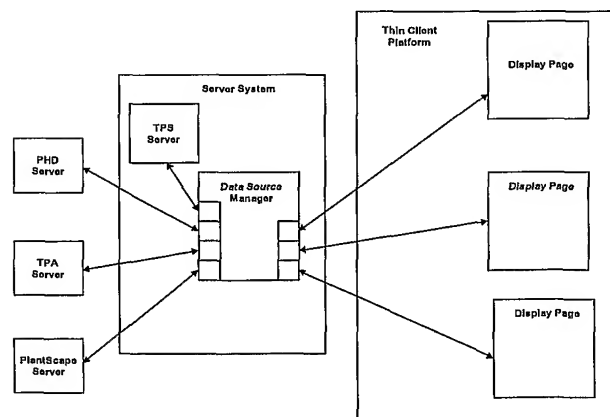 Thin Client
Platform
Display Page
Server System
TPS
Server
PHD
Server
Data Source
Manager
Display Page
TPA
Server
Display Page
PlantScape
Server